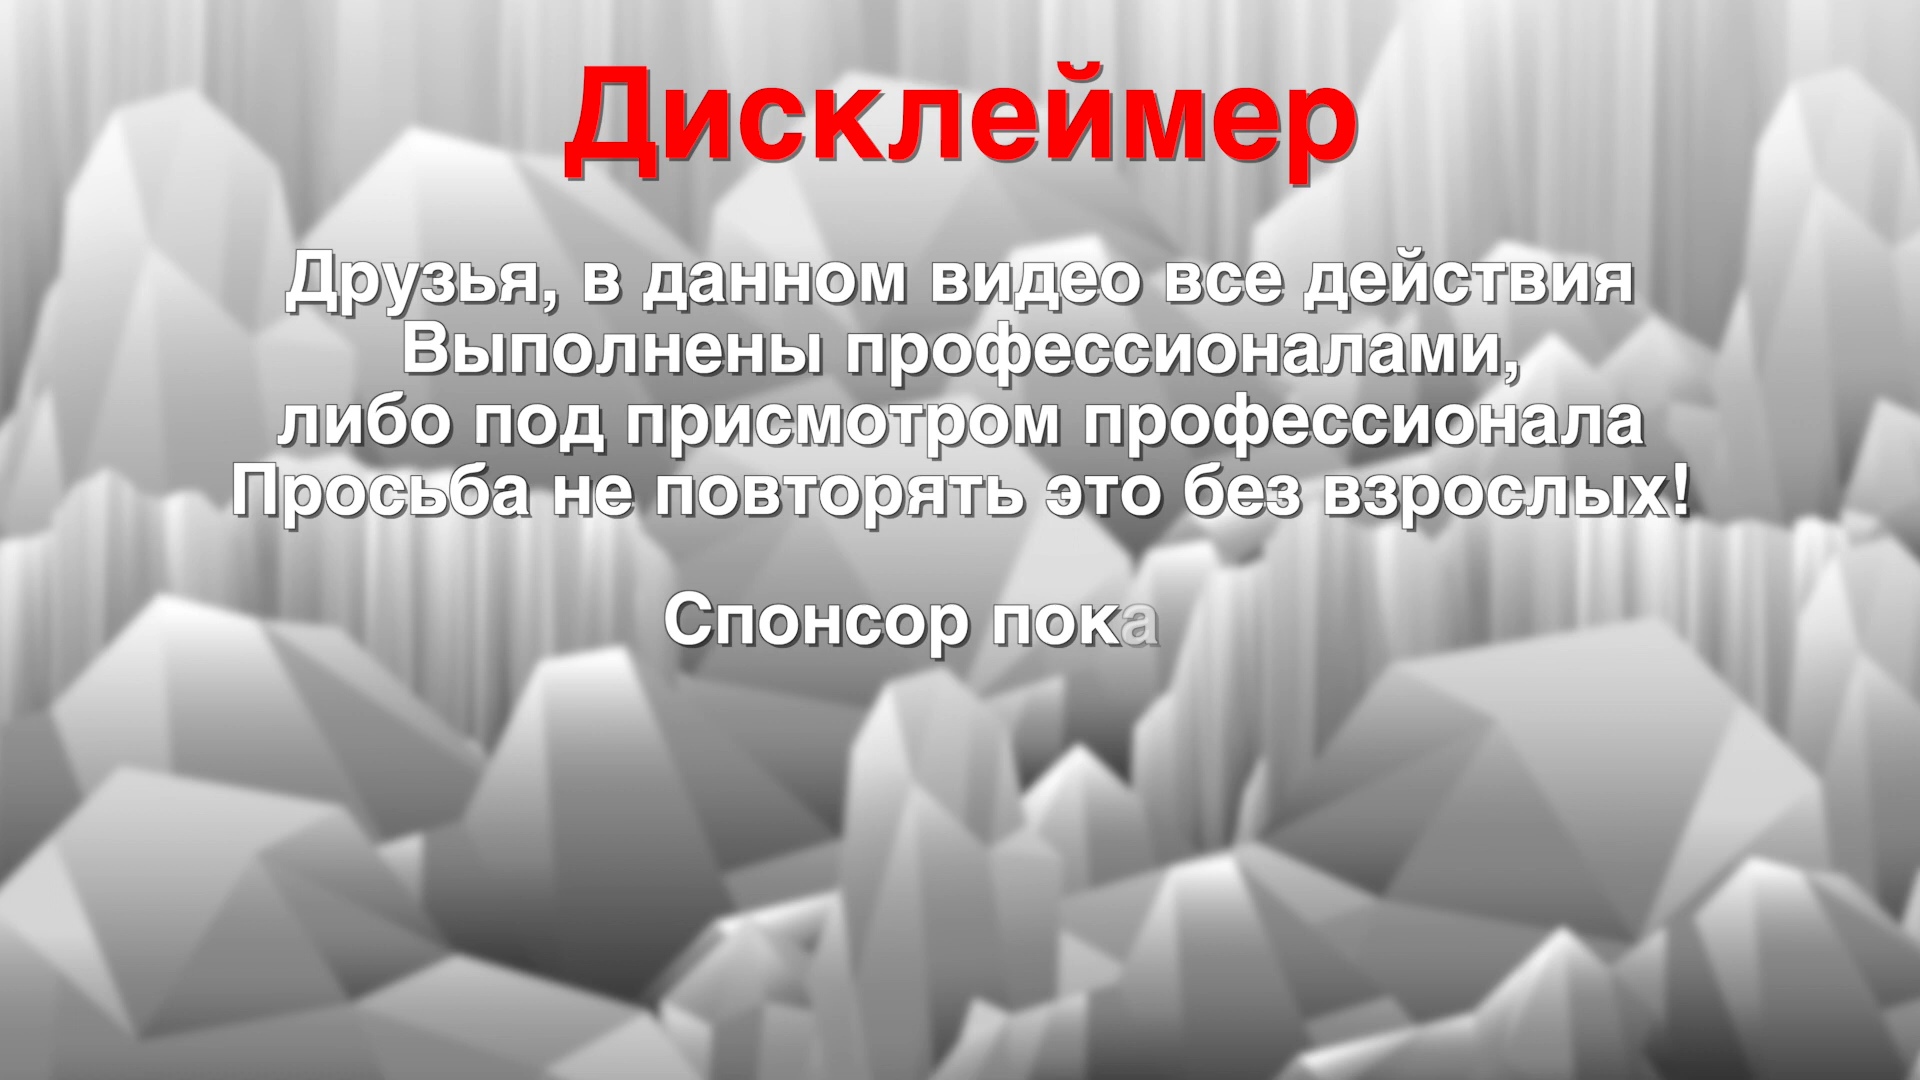 Дисклеймер
Друзья, в данном видео все действия
Выполнены профессионалами,
либо под присмотром профессионала
Просьба не повторять это без взрослых!
Спонсор пока